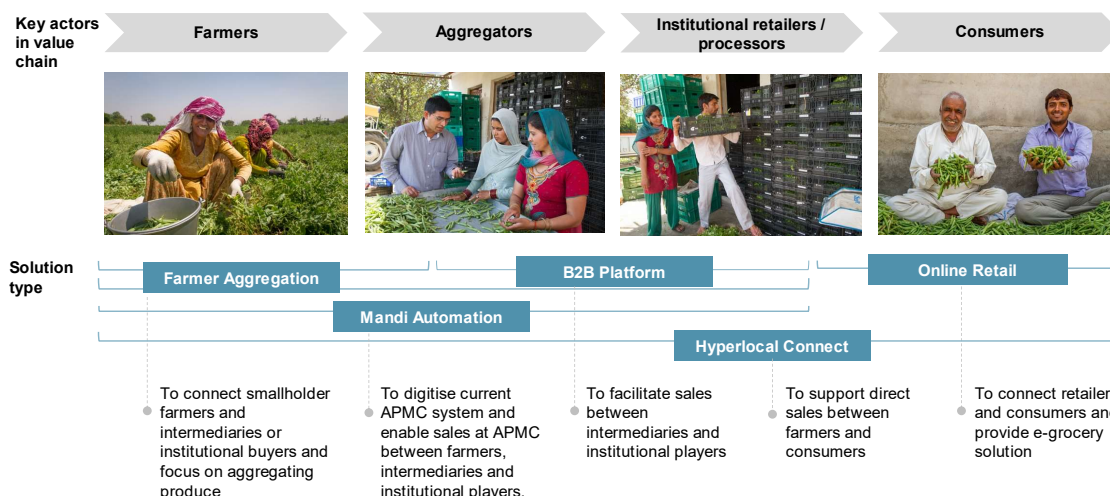 Key actors
in value
chain
Farmers
Aggregators
Institutional retailers /
processors
Consumers
Solution
type
Farmer Aggregation
B2B Platform
Online Retail
Mandi Automation
Hyperlocal Connect
To connect smallholder
farmers and
intermediaries or
institutional buyers and
focus on aggregating
produce
To digitise current
APMC system and
enable sales at APMC
between farmers,
intermediaries and
institutional players.
To facilitate sales
between
intermediaries and
institutional players
To support direct
sales between
farmers and
consumers
To connect retailer
and consumers an
provide e-grocery
solution